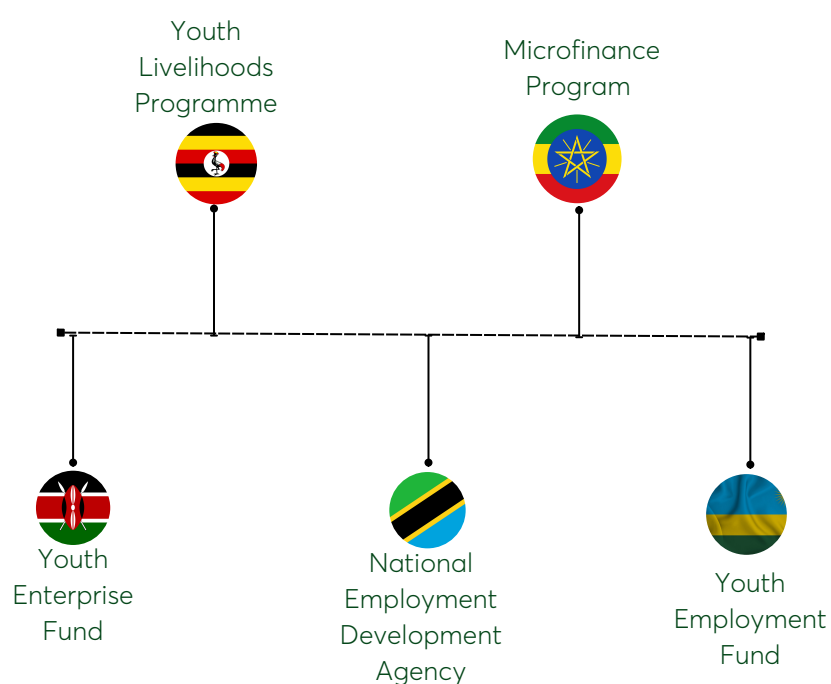 Youth
Livelihoods
Programme
Microfinance
Program
Youth
Enterprise
Fund
National
Employment
Development
Agency
Youth
Employment
Fund